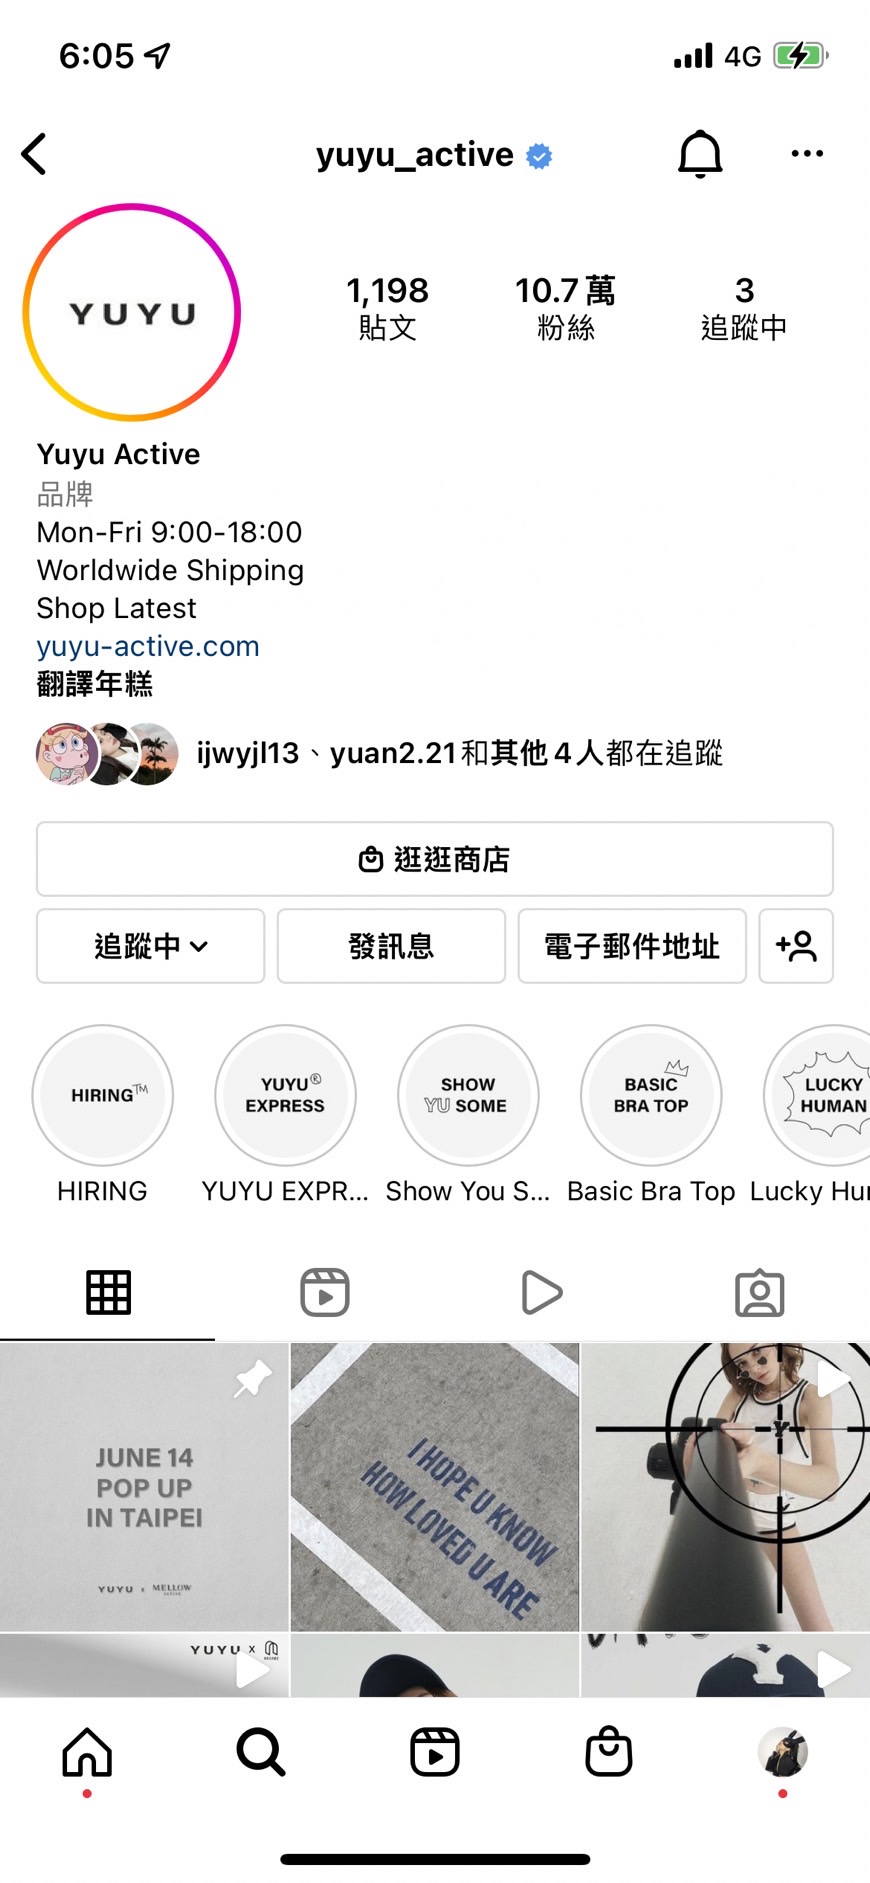 6:05
4G
yuyu_active
YUYU
1,198
貼文
10.7萬
粉絲
3
追蹤中
Yuyu Active
品牌
Mon-Fri 9:00-18:00
Worldwide Shipping
Shop Latest
yuyu-active.com
翻譯年糕
ijwyjl13、yuan2.21和其他4人都在追蹤
逛逛商店
追蹤中
發訊息
電子郵件地址
HIRING™
YUYU®
EXPRESS
SHOW
YU SOME
BASIC
BRA TOP
LUCKY
HUMAN
HIRING
YUYU EXPR...
Show You S...
Basic Bra Top
Lucky Hu
JUNE 14
POP UP
IN TAIPEI
YUYU x MELLOW
I HOPE U KNOW
HOW LOVED U ARE
YUYU X